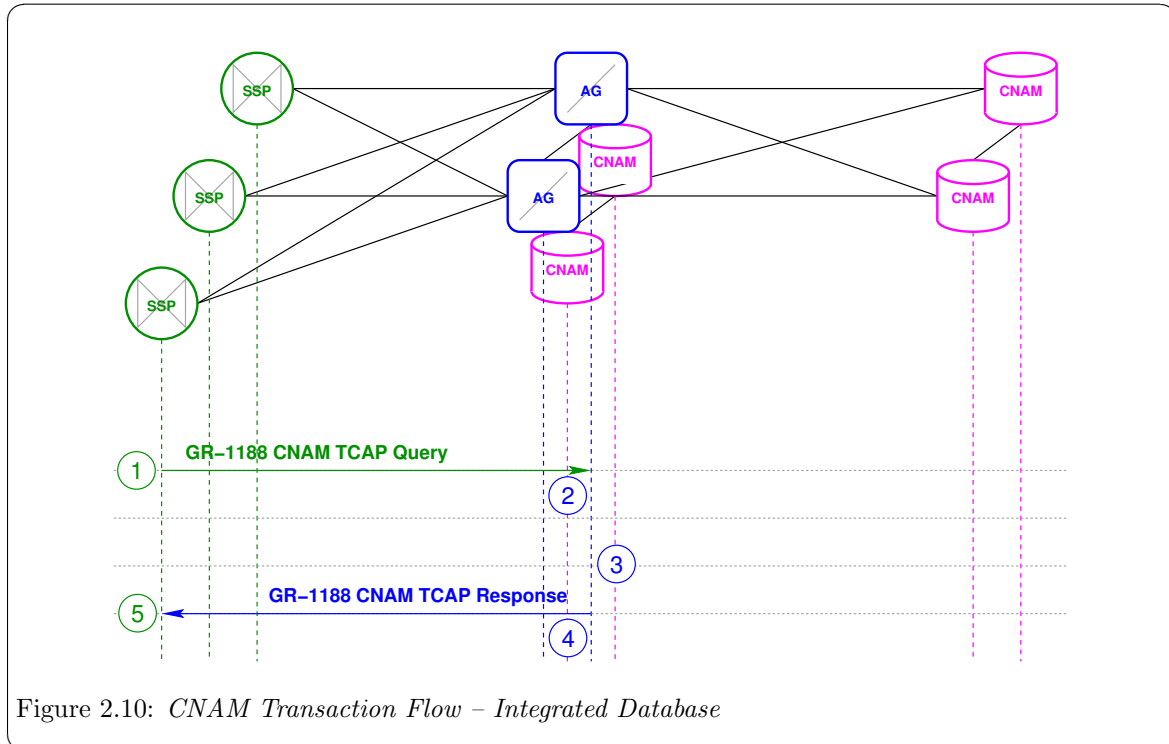 SSP
AG
CNAM
CNAM
SSP
AG
CNAM
CNAM
SSP
GR−1188 CNAM TCAP Query
1
2
3
GR−1188 CNAM TCAP Response
5
4
Figure 2.10: CNAM Transaction Flow – Integrated Database